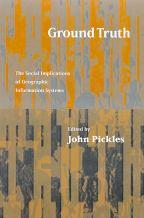 Ground Truth
The Social Implications
of Geographic
Information Systems
Edited by
John Pickles